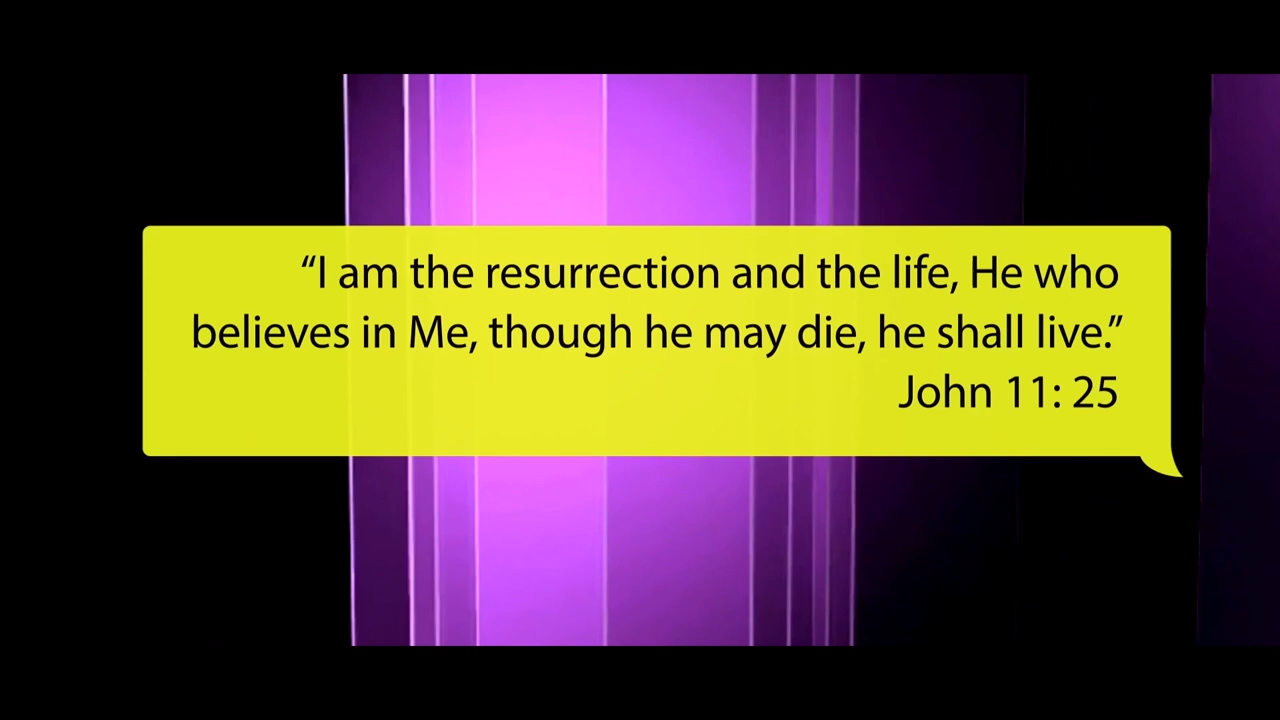 “I am the resurrection and the life, He who
believes in Me, though he may die, he shall live.”
John 11: 25